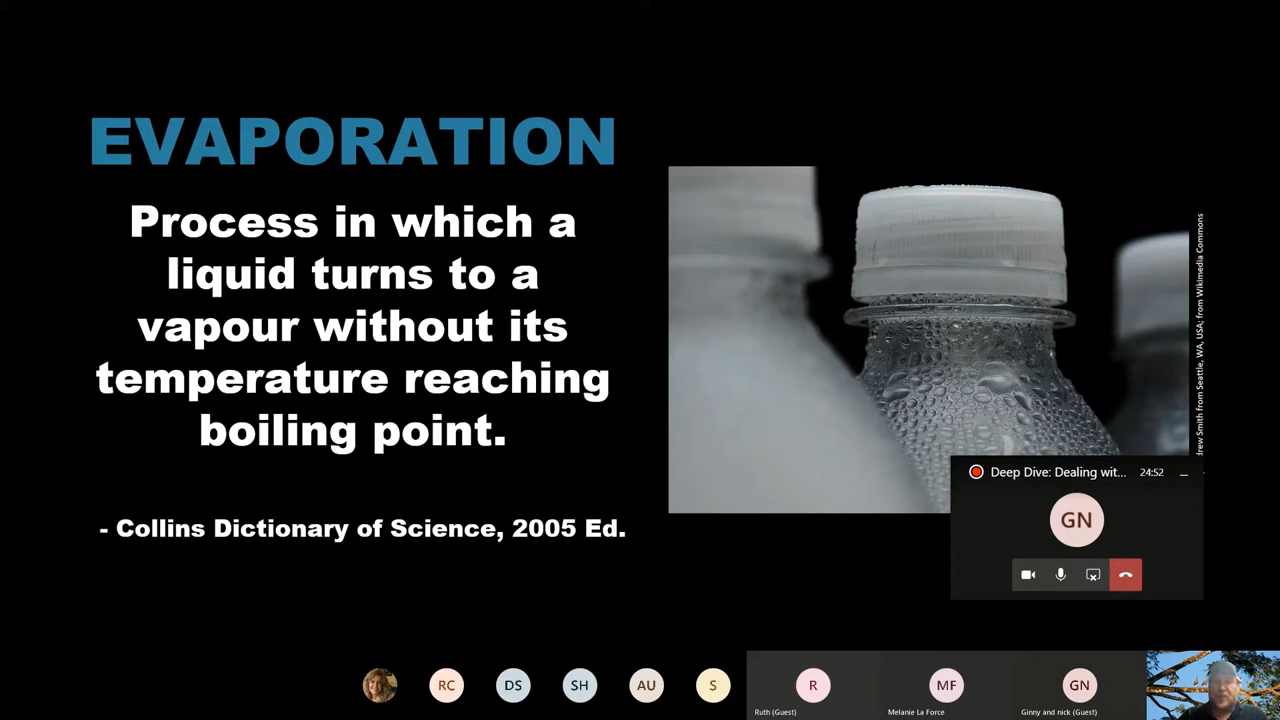 EVAPORATION
Process in which a
liquid turns to a
vapour without its
temperature reaching
boiling point.
- Collins Dictionary of Science, 2005 Ed.
Smith from Seattle, WA, USA; from Wikimedia Commons
Deep Dive: Dealing wit... 24:52
GN
RC DS SH AU S R MF GN
Ruth (Guest) Melanie La Force Ginny and nick (Guest)